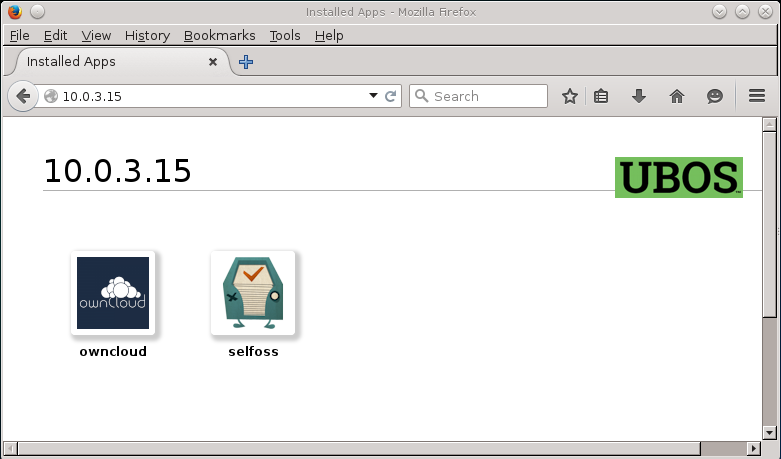 Installed Apps - Mozilla Firefox
File Edit View History Bookmarks Tools Help
Installed Apps
10.0.3.15
Search
10.0.3.15
UBOS™
ownCloud
owncloud
selfoss